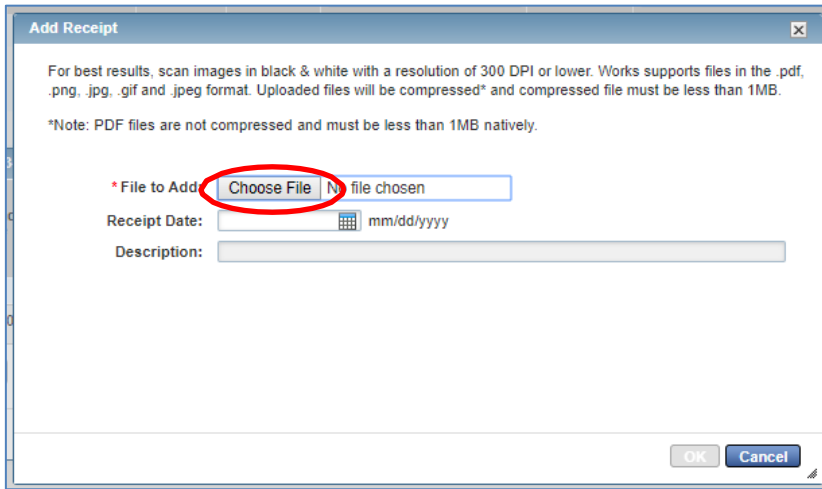 Add Receipt
For best results, scan images in black & white with a resolution of 300 DPI or lower. Works supports files in the .pdf,
.png, .jpg, .gif and .jpeg format. Uploaded files will be compressed* and compressed file must be less than 1MB.
*Note: PDF files are not compressed and must be less than 1MB natively.
* File to Add: Choose File No file chosen
Receipt Date: mm/dd/yyyy
Description:
OK Cancel